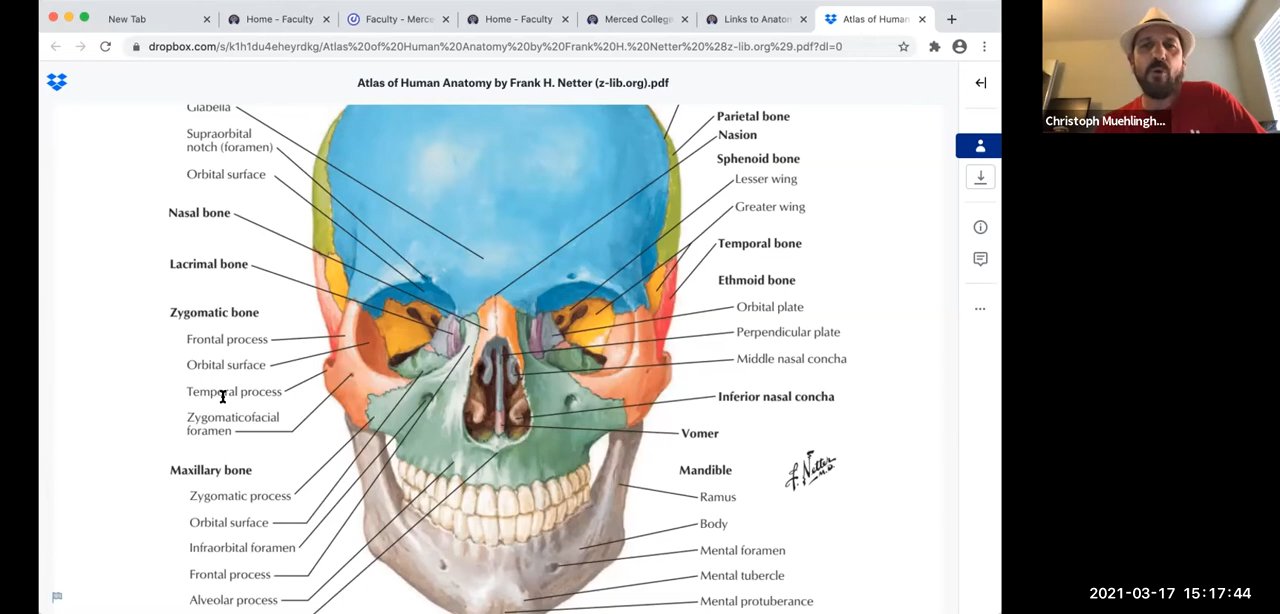 New Tab
Home - Faculty
Faculty - Merce
Home - Faculty
Merced College
Links to Anaton
Atlas of Human
dropbox.com/s/k1h1du4eheyrdkg/Atlas%20of%20Human%20Anatomy%20by%20Frank%20H.%20Netter%20%28z-lib.org%29.pdf?dl=0
Atlas of Human Anatomy by Frank H. Netter (z-lib.org).pdf
Christoph Muehlingh...
Glabella
Supraorbital
notch (foramen)
Orbital surface
Nasal bone
Lacrimal bone
Zygomatic bone
Frontal process
Orbital surface
Temporal process
Zygomaticofacial
foramen
Maxillary bone
Zygomatic process
Orbital surface
Infraorbital foramen
Frontal process
Alveolar process
Parietal bone
Nasion
Sphenoid bone
Lesser wing
Greater wing
Temporal bone
Ethmoid bone
Orbital plate
Perpendicular plate
Middle nasal concha
Inferior nasal concha
Vomer
Mandible
Ramus
Body
Mental foramen
Mental tubercle
Mental protuberance
F. Netter
M.D.
2021-03-17 15:17:44